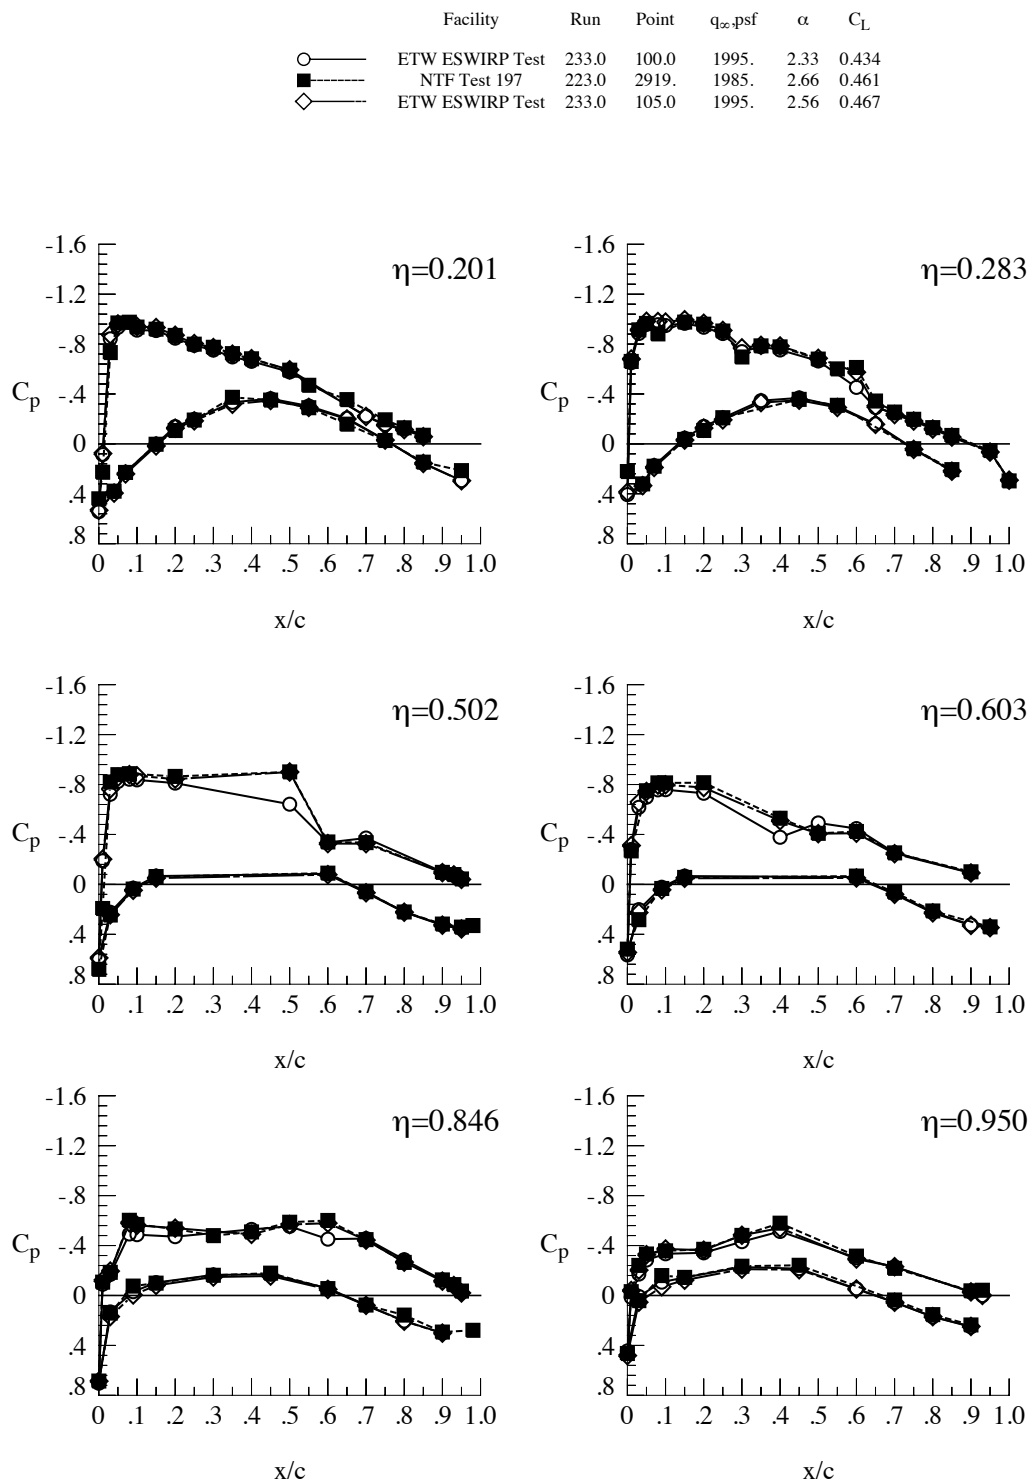 Facility Run Point q∞,psf α C_L
ETW ESWIRP Test 233.0 100.0 1995. 2.33 0.434
NTF Test 197 223.0 2919. 1985. 2.66 0.461
ETW ESWIRP Test 233.0 105.0 1995. 2.56 0.467
η=0.201
-1.6
-1.2
-.8
C_p -.4
0
.4
.8
0 .1 .2 .3 .4 .5 .6 .7 .8 .9 1.0
x/c
η=0.283
-1.6
-1.2
-.8
C_p -.4
0
.4
.8
0 .1 .2 .3 .4 .5 .6 .7 .8 .9 1.0
x/c
η=0.502
-1.6
-1.2
-.8
C_p -.4
0
.4
.8
0 .1 .2 .3 .4 .5 .6 .7 .8 .9 1.0
x/c
η=0.603
-1.6
-1.2
-.8
C_p -.4
0
.4
.8
0 .1 .2 .3 .4 .5 .6 .7 .8 .9 1.0
x/c
η=0.846
-1.6
-1.2
-.8
C_p -.4
0
.4
.8
0 .1 .2 .3 .4 .5 .6 .7 .8 .9 1.0
x/c
η=0.950
-1.6
-1.2
-.8
C_p -.4
0
.4
.8
0 .1 .2 .3 .4 .5 .6 .7 .8 .9 1.0
x/c